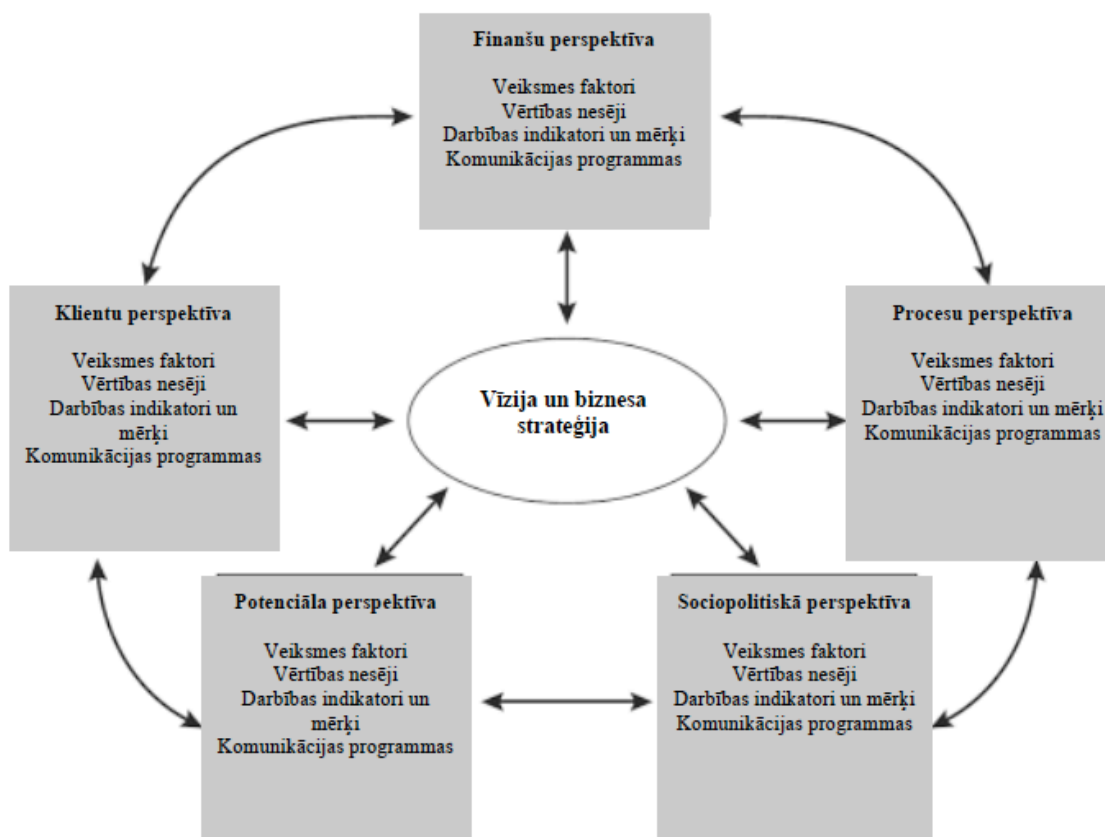 Finanšu perspektīva
Veiksmes faktori
Vērtības nesēji
Darbības indikatori un mērķi
Komunikācijas programmas
Klientu perspektīva
Veiksmes faktori
Vērtības nesēji
Darbības indikatori un
mērķi
Komunikācijas programmas
Vīzija un biznesa
strateģija
Procesu perspektīva
Veiksmes faktori
Vērtības nesēji
Darbības indikatori un mērķi
Komunikācijas programmas
Potenciāla perspektīva
Veiksmes faktori
Vērtības nesēji
Darbības indikatori un
mērķi
Komunikācijas programmas
Sociopolitiskā perspektīva
Veiksmes faktori
Vērtības nesēji
Darbības indikatori un mērķi
Komunikācijas programmas